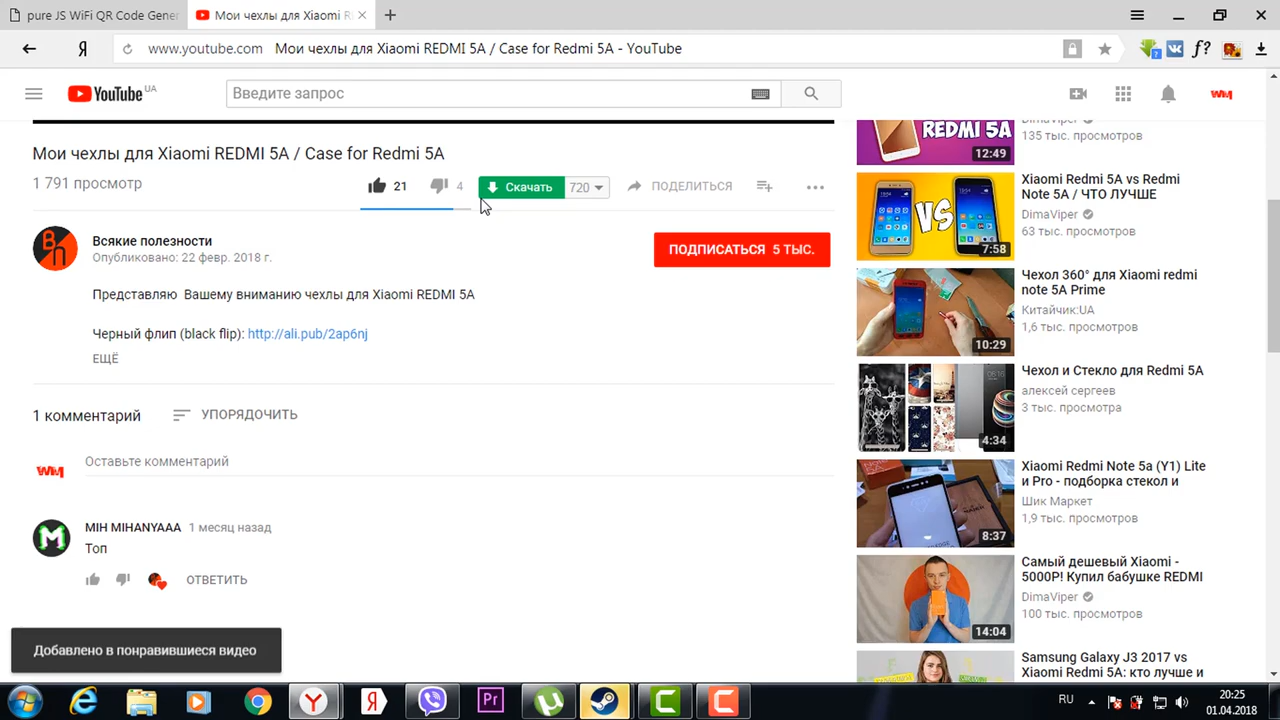 pure JS WiFi QR Code Gene
Мои чехлы для Xiaomi R
www.youtube.com Мои чехлы для Xiaomi REDMI 5A / Case for Redmi 5A - YouTube
YouTube UA
Введите запрос
Мои чехлы для Xiaomi REDMI 5A / Case for Redmi 5A
1 791 просмотр
21
4
Скачать 720
ПОДЕЛИТЬСЯ
Всякие полезности
Опубликовано: 22 февр. 2018 г.
ПОДПИСАТЬСЯ 5 ТЫС.
Представляю Вашему вниманию чехлы для Xiaomi REDMI 5A
Черный флип (black flip): http://ali.pub/2ap6nj
ЕЩЁ
1 комментарий
УПОРЯДОЧИТЬ
Оставьте комментарий
MIH MIHANYAAA 1 месяц назад
Топ
ОТВЕТИТЬ
Добавлено в понравившиеся видео
REDMI 5A
12:49
DimaViper
135 тыс. просмотров
VS
7:58
Xiaomi Redmi 5A vs Redmi
Note 5A / ЧТО ЛУЧШЕ
DimaViper
63 тыс. просмотров
10:29
Чехол 360° для Xiaomi redmi
note 5A Prime
Китайчик:UA
1,6 тыс. просмотров
4:34
Чехол и Стекло для Redmi 5A
алексей сергеев
3 тыс. просмотра
8:37
Xiaomi Redmi Note 5a (Y1) Lite
и Pro - подборка стекол и
Шик Маркет
1,9 тыс. просмотров
14:04
Самый дешевый Xiaomi -
5000Р! Купил бабушке REDMI
DimaViper
100 тыс. просмотров
Samsung Galaxy J3 2017 vs
Xiaomi Redmi 5A: кто лучше и
RU
20:25
01.04.2018